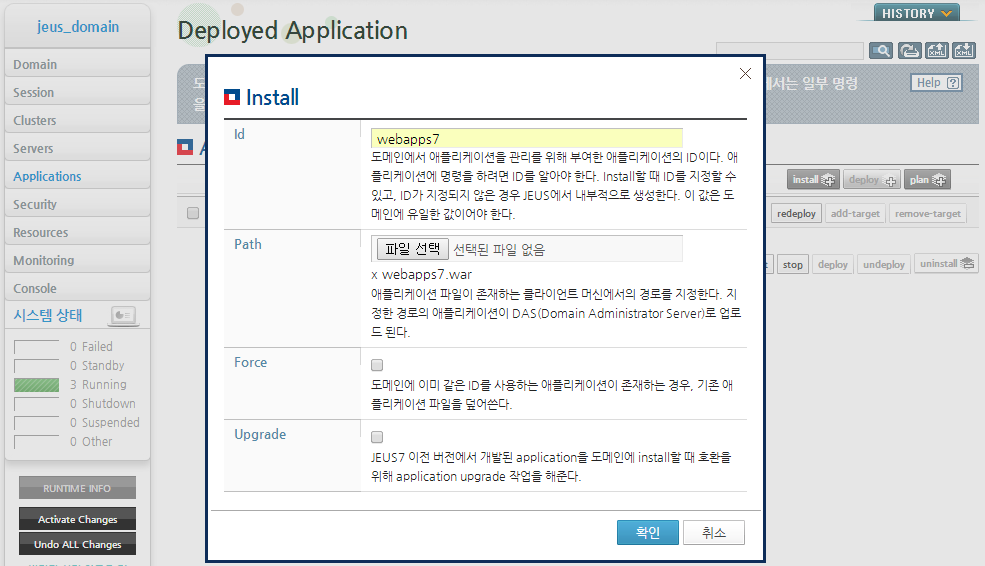 HISTORY
jeus_domain
Deployed Application
Domain
Session
Clusters
Servers
Applications
Security
Resources
Monitoring
Console
시스템 상태
0 Failed
0 Standby
3 Running
0 Shutdown
0 Suspended
0 Other
RUNTIME INFO
Activate Changes
Undo ALL Changes
서는 일부 명령
Help ?
Install
Id
webapps7
도메인에서 애플리케이션을 관리를 위해 부여한 애플리케이션의 ID이다. 애
플리케이션에 명령을 하려면 ID를 알아야 한다. Install할 때 ID를 지정할 수
있고, ID가 지정되지 않은 경우 JEUS에서 내부적으로 생성한다. 이 값은 도
메인에 유일한 값이어야 한다.
Path
파일 선택 선택된 파일 없음
x webapps7.war
애플리케이션 파일이 존재하는 클라이언트 머신에서의 경로를 지정한다. 지
정한 경로의 애플리케이션이 DAS(Domain Administrator Server)로 업로
드 된다.
Force
도메인에 이미 같은 ID를 사용하는 애플리케이션이 존재하는 경우, 기존 애
플리케이션 파일을 덮어쓴다.
Upgrade
JEUS7 이전 버전에서 개발된 application을 도메인에 install할 때 호환을
위해 application upgrade 작업을 해준다.
확인 취소
install deploy plan
redeploy add-target remove-target
stop deploy undeploy uninstall